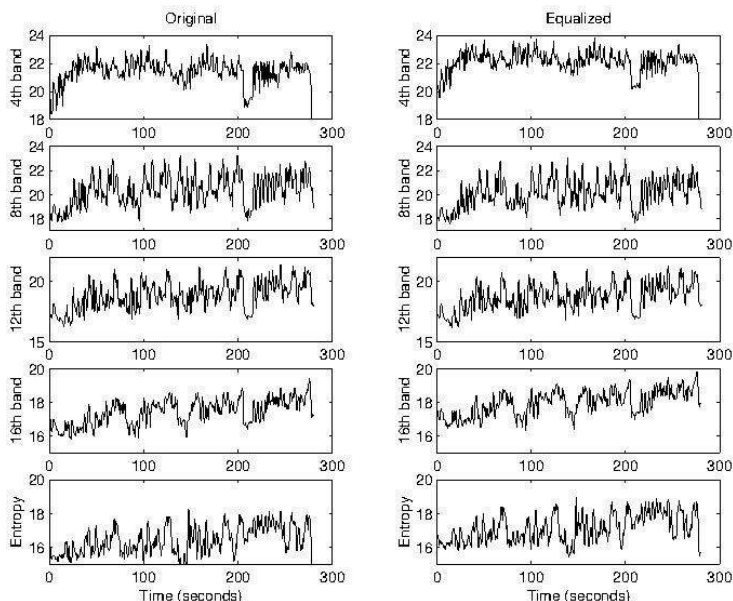 Original Equalized
4th band 24 22 20 18 0 100 200 300
4th band 24 22 20 18 0 100 200 300
8th band 24 22 20 18 0 100 200 300
8th band 24 22 20 18 0 100 200 300
12th band 20 15 0 100 200 300
12th band 20 15 0 100 200 300
16th band 20 18 16 0 100 200 300
16th band 20 18 16 0 100 200 300
Entropy 20 18 16 0 100 200 300
Entropy 20 18 16 0 100 200 300
Time (seconds) Time (seconds)